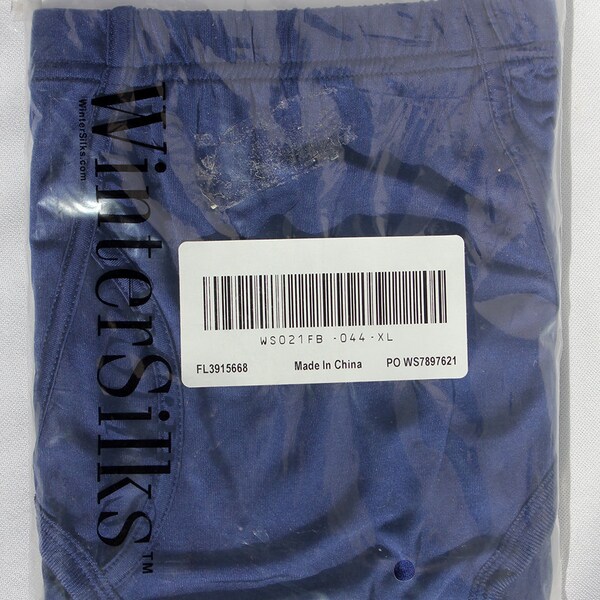 WinterSilks™
WinterSilks.com
WS021FB -044-XL
FL3915668 Made In China PO WS7897621